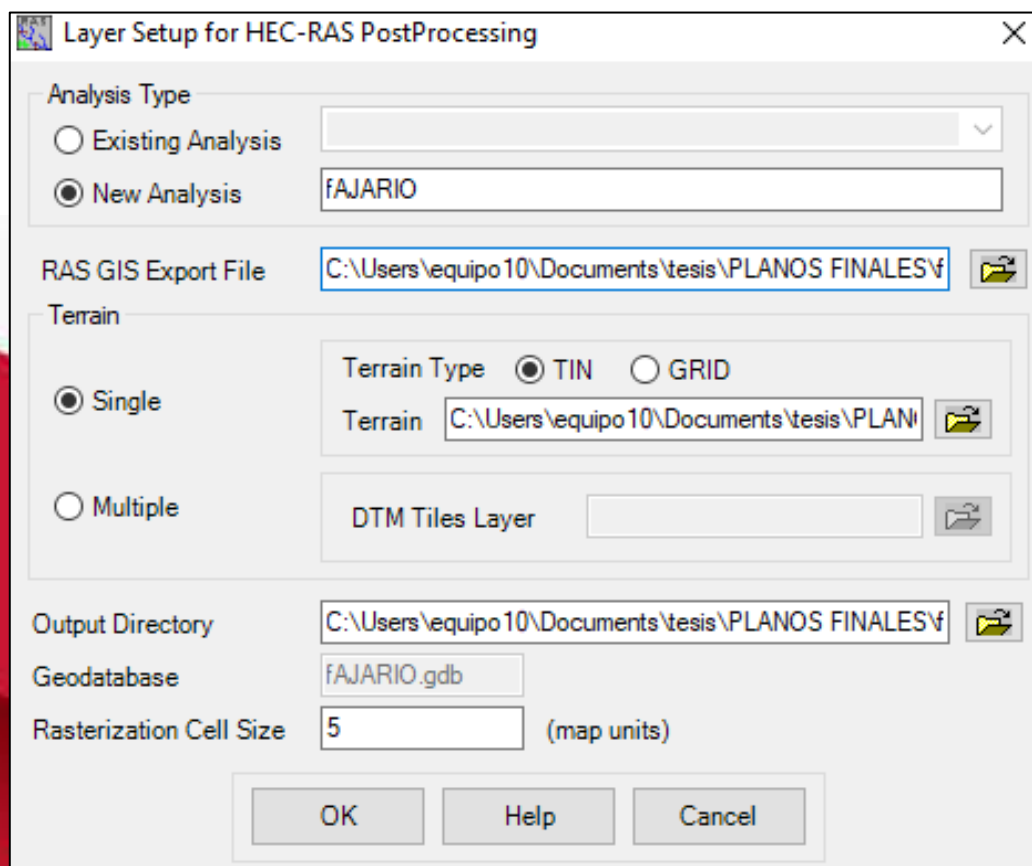 Layer Setup for HEC-RAS PostProcessing
Analysis Type
Existing Analysis
New Analysis fAJARIO
RAS GIS Export File C:\Users\equipo10\Documents\tesis\PLANOS FINALES\f
Terrain
Single
Terrain Type TIN GRID
Terrain C:\Users\equipo10\Documents\tesis\PLAN
Multiple
DTM Tiles Layer
Output Directory C:\Users\equipo10\Documents\tesis\PLANOS FINALES\f
Geodatabase fAJARIO.gdb
Rasterization Cell Size 5 (map units)
OK Help Cancel